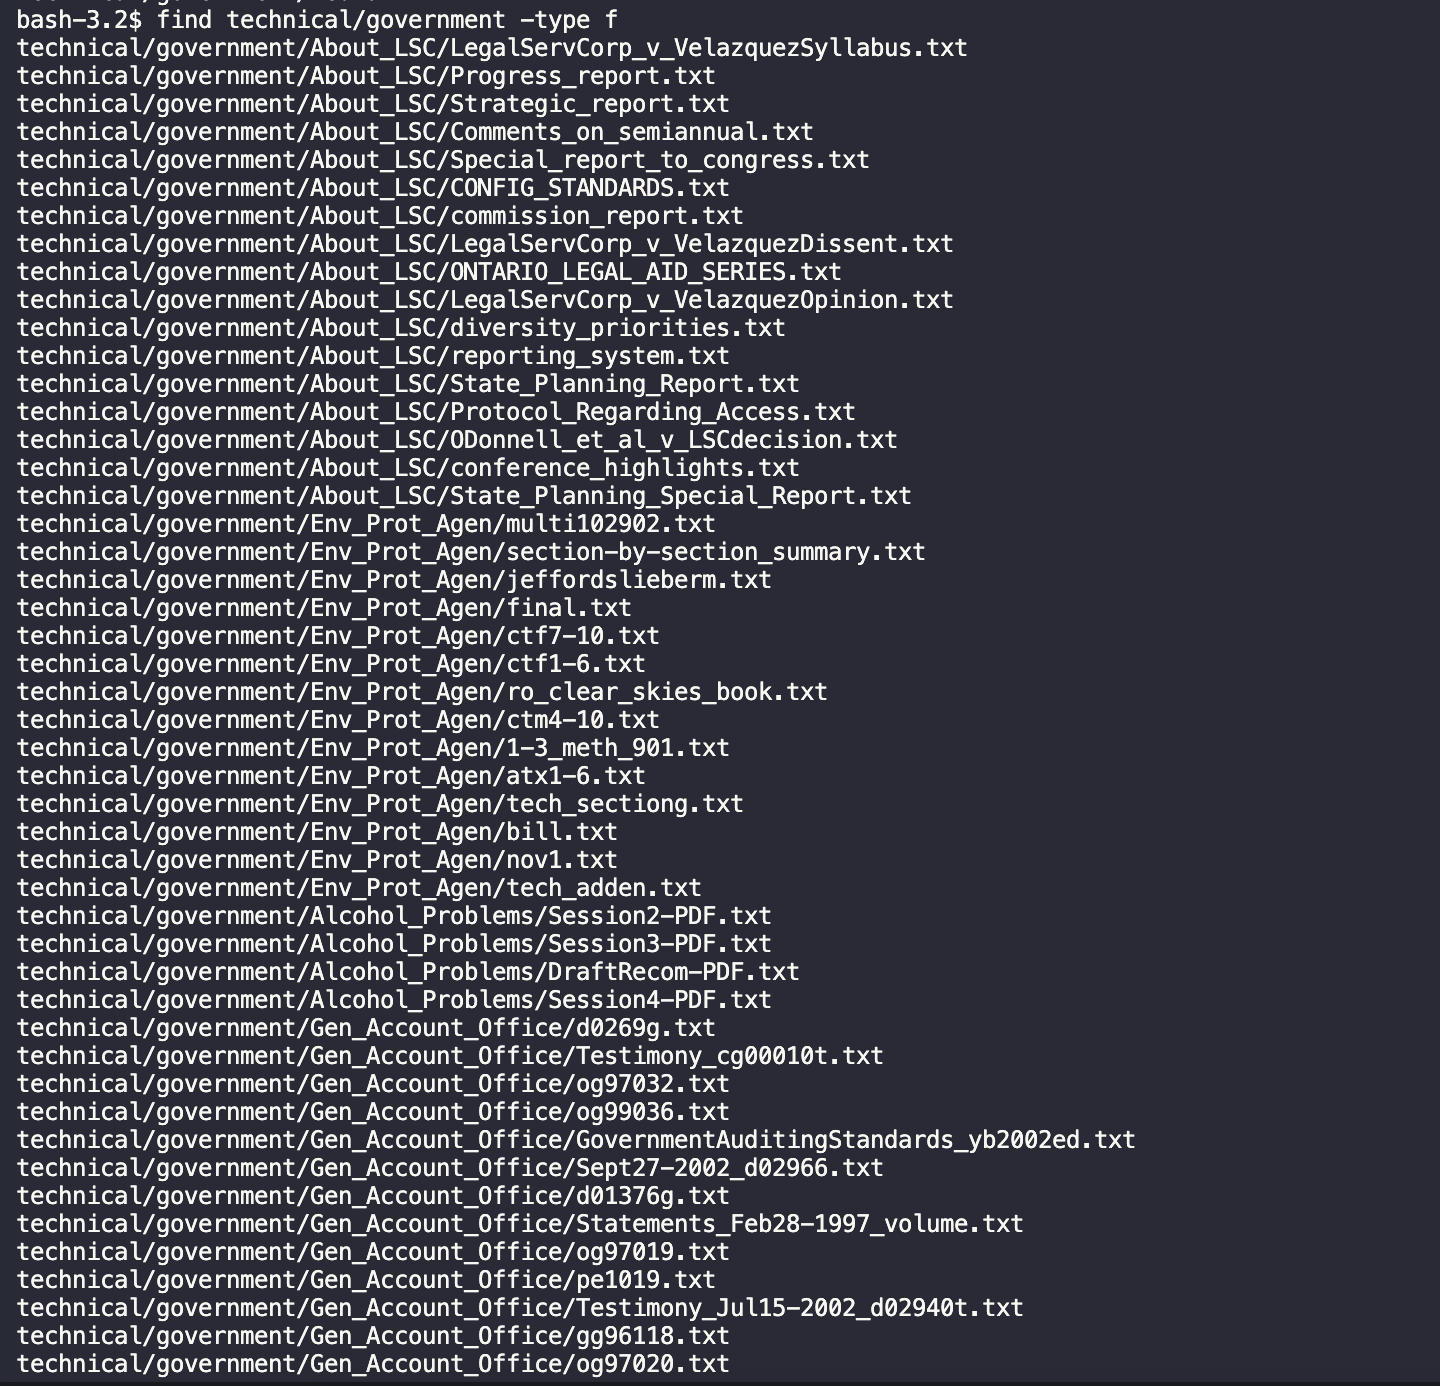 bash-3.2$ find technical/government -type f
technical/government/About_LSC/LegalServCorp_v_VelazquezSyllabus.txt
technical/government/About_LSC/Progress_report.txt
technical/government/About_LSC/Strategic_report.txt
technical/government/About_LSC/Comments_on_semiannual.txt
technical/government/About_LSC/Special_report_to_congress.txt
technical/government/About_LSC/CONFIG_STANDARDS.txt
technical/government/About_LSC/commission_report.txt
technical/government/About_LSC/LegalServCorp_v_VelazquezDissent.txt
technical/government/About_LSC/ONTARIO_LEGAL_AID_SERIES.txt
technical/government/About_LSC/LegalServCorp_v_VelazquezOpinion.txt
technical/government/About_LSC/diversity_priorities.txt
technical/government/About_LSC/reporting_system.txt
technical/government/About_LSC/State_Planning_Report.txt
technical/government/About_LSC/Protocol_Regarding_Access.txt
technical/government/About_LSC/ODonnell_et_al_v_LSCdecision.txt
technical/government/About_LSC/conference_highlights.txt
technical/government/About_LSC/State_Planning_Special_Report.txt
technical/government/Env_Prot_Agen/multi102902.txt
technical/government/Env_Prot_Agen/section-by-section_summary.txt
technical/government/Env_Prot_Agen/jeffordslieberm.txt
technical/government/Env_Prot_Agen/final.txt
technical/government/Env_Prot_Agen/ctf7-10.txt
technical/government/Env_Prot_Agen/ctf1-6.txt
technical/government/Env_Prot_Agen/ro_clear_skies_book.txt
technical/government/Env_Prot_Agen/ctm4-10.txt
technical/government/Env_Prot_Agen/1-3_meth_901.txt
technical/government/Env_Prot_Agen/atx1-6.txt
technical/government/Env_Prot_Agen/tech_sectiong.txt
technical/government/Env_Prot_Agen/bill.txt
technical/government/Env_Prot_Agen/nov1.txt
technical/government/Env_Prot_Agen/tech_adden.txt
technical/government/Alcohol_Problems/Session2-PDF.txt
technical/government/Alcohol_Problems/Session3-PDF.txt
technical/government/Alcohol_Problems/DraftRecom-PDF.txt
technical/government/Alcohol_Problems/Session4-PDF.txt
technical/government/Gen_Account_Office/d0269g.txt
technical/government/Gen_Account_Office/Testimony_cg00010t.txt
technical/government/Gen_Account_Office/og97032.txt
technical/government/Gen_Account_Office/og99036.txt
technical/government/Gen_Account_Office/GovernmentAuditingStandards_yb2002ed.txt
technical/government/Gen_Account_Office/Sept27-2002_d02966.txt
technical/government/Gen_Account_Office/d01376g.txt
technical/government/Gen_Account_Office/Statements_Feb28-1997_volume.txt
technical/government/Gen_Account_Office/og97019.txt
technical/government/Gen_Account_Office/pe1019.txt
technical/government/Gen_Account_Office/Testimony_Jul15-2002_d02940t.txt
technical/government/Gen_Account_Office/gg96118.txt
technical/government/Gen_Account_Office/og97020.txt